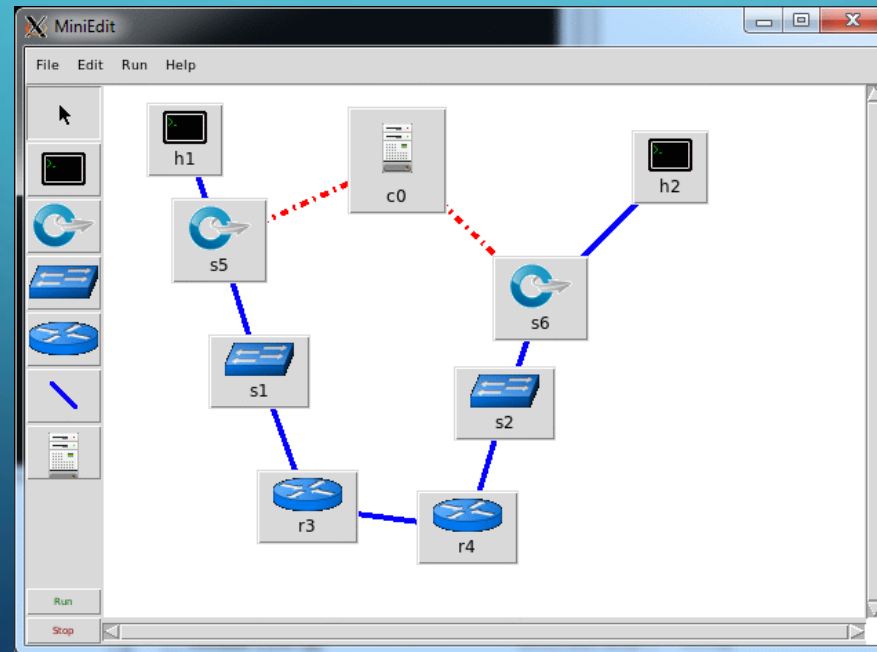 MiniEdit
File Edit Run Help
h1
c0
h2
s5
s6
s1
s2
r3
r4
Run
Stop